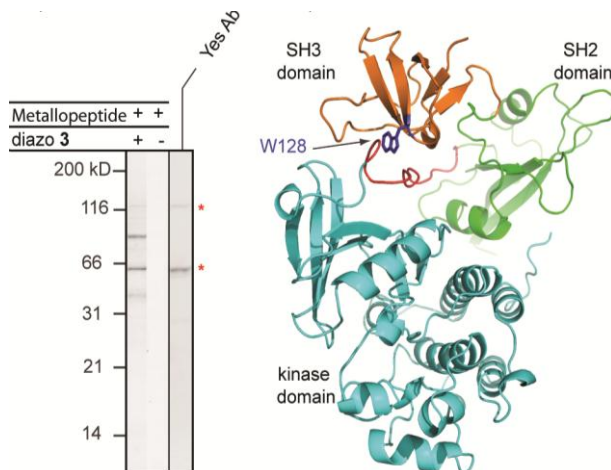 Yes Ab
Metallopeptide + +
diazo 3 + -
200 kD
116 *
66 *
31
21
14
SH3
domain
SH2
domain
W128
kinase
domain